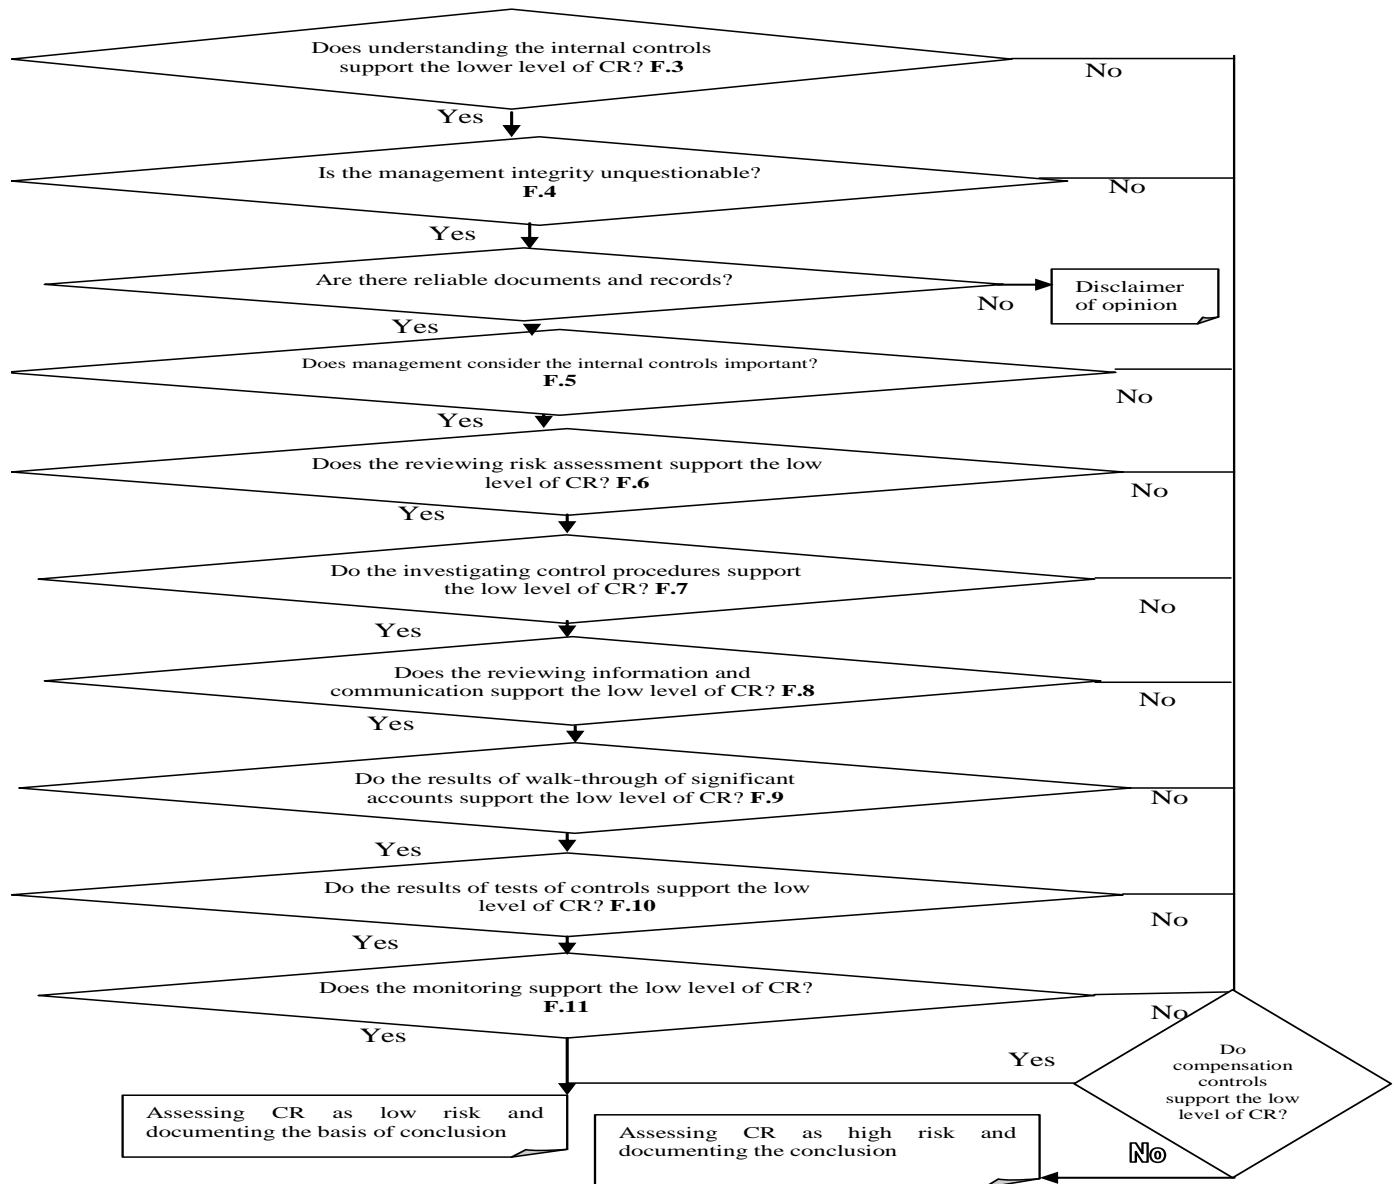 Does understanding the internal controls
support the lower level of CR? F.3
No
Yes
Is the management integrity unquestionable?
F.4
No
Yes
Are there reliable documents and records?
No
Disclaimer
of opinion
Yes
Does management consider the internal controls important?
F.5
No
Yes
Does the reviewing risk assessment support the low
level of CR? F.6
No
Yes
Do the investigating control procedures support
the low level of CR? F.7
No
Yes
Does the reviewing information and
communication support the low level of CR? F.8
No
Yes
Do the results of walk-through of significant
accounts support the low level of CR? F.9
No
Yes
Do the results of tests of controls support the low
level of CR? F.10
No
Yes
Does the monitoring support the low level of CR?
F.11
No
Yes
Do
compensation
controls
support the low
level of CR?
Yes
Assessing CR as low risk and
documenting the basis of conclusion
Assessing CR as high risk and
documenting the conclusion
No